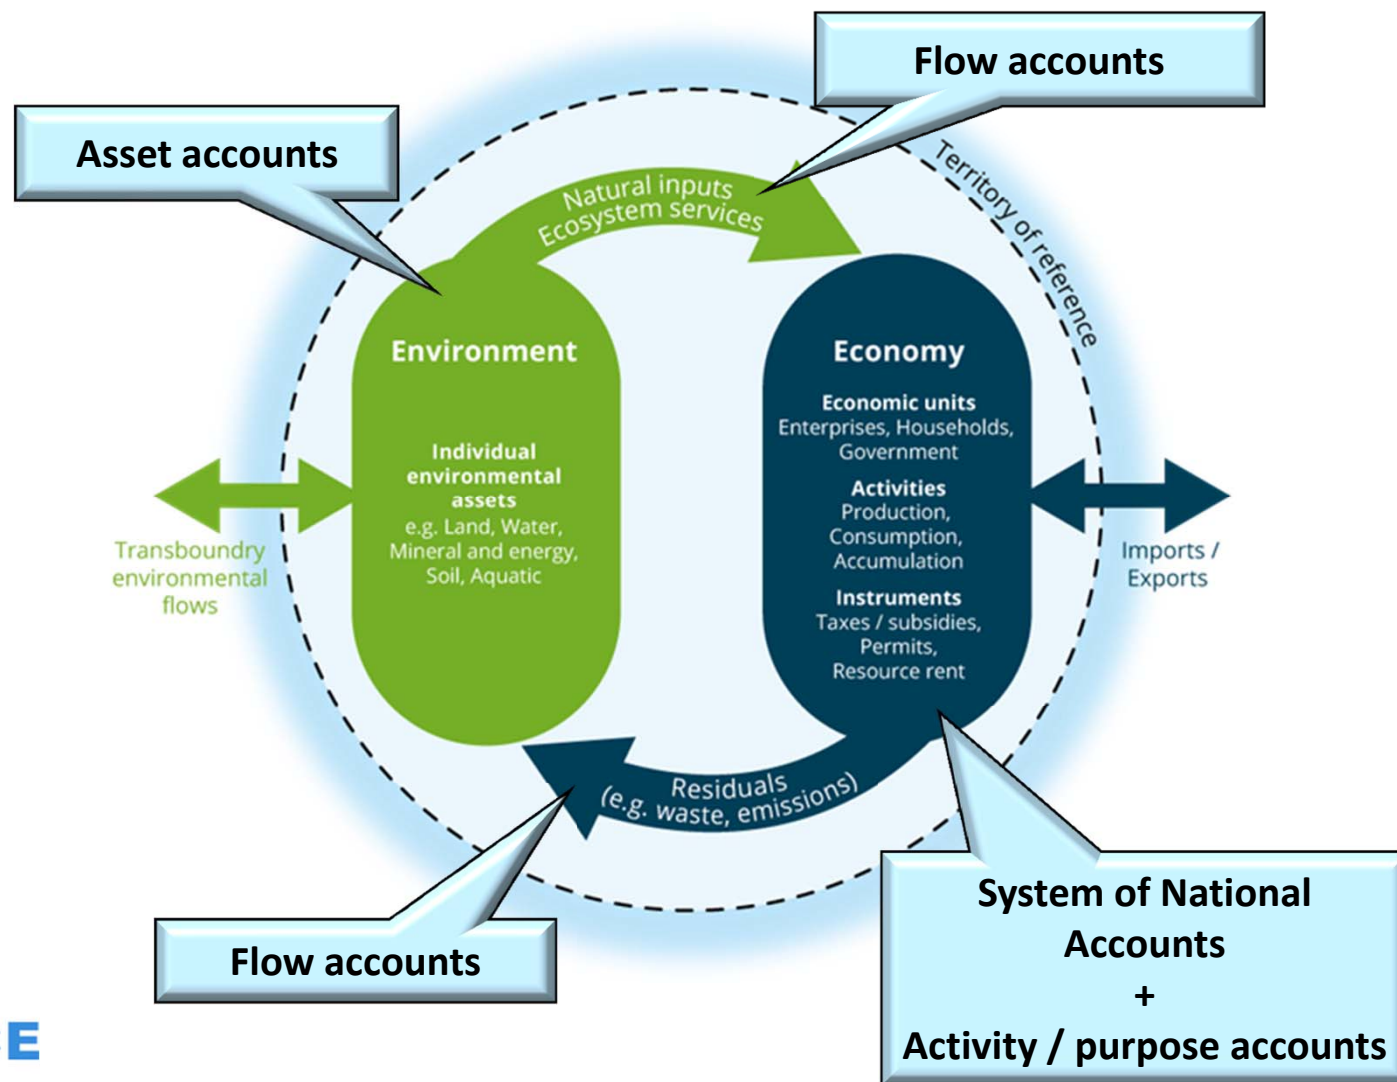 Flow accounts
Asset accounts
Natural inputs
Ecosystem services
Territory of reference
Environment
Individual
environmental
assets
e.g. Land, Water,
Mineral and energy,
Soil, Aquatic
Economy
Economic units
Enterprises, Households,
Government
Activities
Production,
Consumption,
Accumulation
Instruments
Taxes / subsidies,
Permits,
Resource rent
Transboundry
environmental
flows
Imports /
Exports
Residuals
(e.g. waste, emissions)
Flow accounts
System of National
Accounts
+
Activity / purpose accounts
E